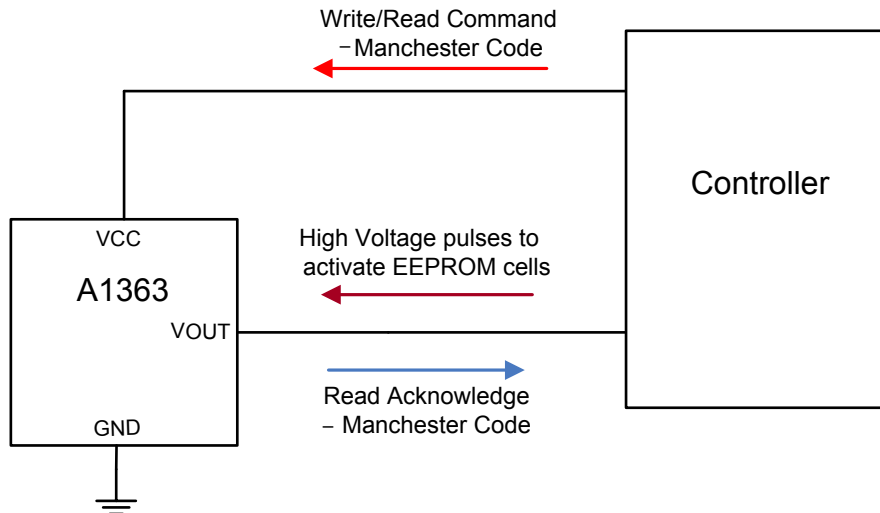 Write/Read Command
– Manchester Code
Controller
VCC
A1363
VOUT
GND
High Voltage pulses to
activate EEPROM cells
Read Acknowledge
– Manchester Code